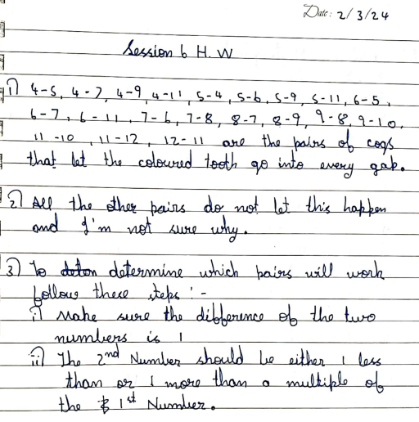 Date: 2/3/24
Session 6 H.W
1) 4-5, 4-7, 4-9, 4-11, 5-4, 5-6, 5-9, 5-11, 6-5,
6-7, 6-11, 7-6, 7-8, 8-7, 8-9, 9-8, 9-10,
11-10, 11-12, 12-11 are the pairs of cogs
that let the coloured tooth go into every gap.
2) All the other pairs do not let this happen
and I'm not sure why.
3) To determine which pairs will work
follow these steps :-
i) Make sure the difference of the two
numbers is 1
ii) The 2nd Number should be either 1 less
than or 1 more than a multiple of
the 1st Number.